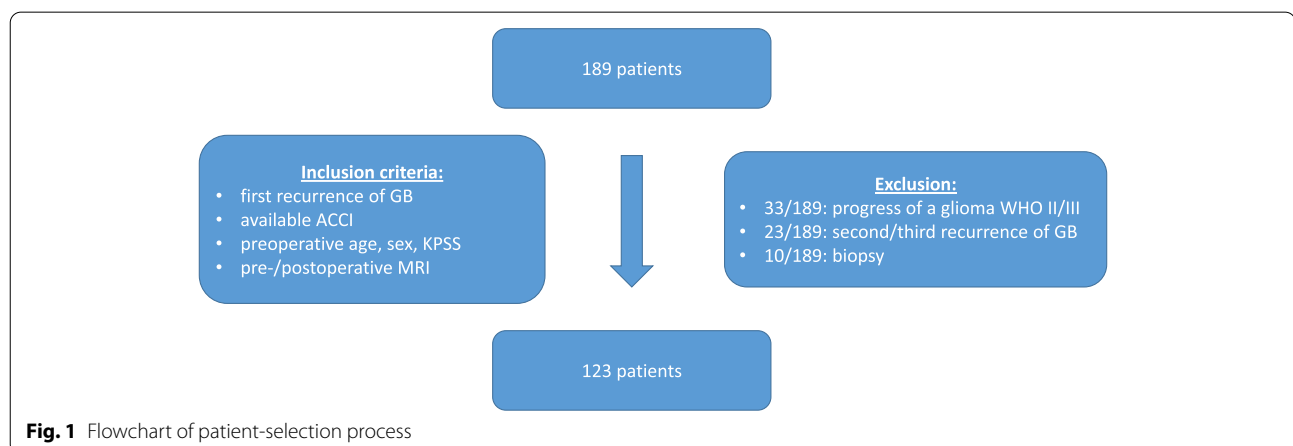 189 patients
Inclusion criteria:
• first recurrence of GB
• available ACCI
• preoperative age, sex, KPSS
• pre-/postoperative MRI
Exclusion:
• 33/189: progress of a glioma WHO II/III
• 23/189: second/third recurrence of GB
• 10/189: biopsy
123 patients
Fig. 1 Flowchart of patient-selection process